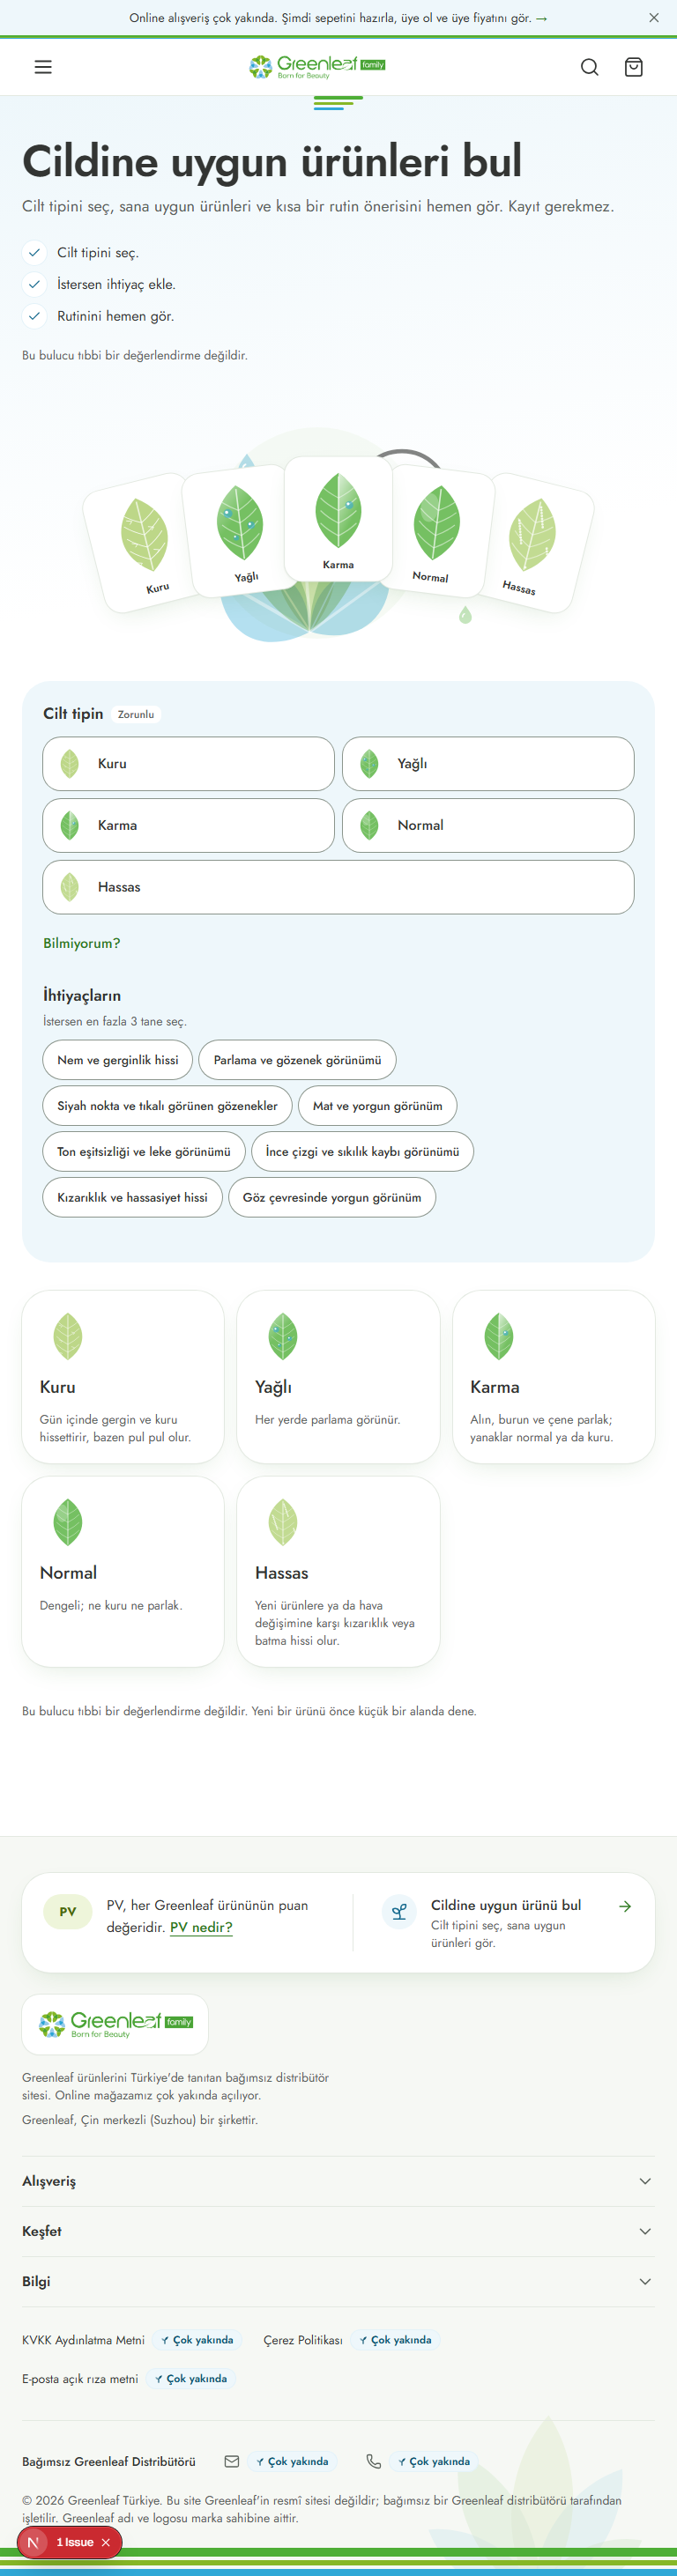 Online alışveriş çok yakında. Şimdi sepetini hazırla, üye ol ve üye fiyatını gör. →
Greenleaf family
Born for Beauty
Cildine uygun ürünleri bul
Cilt tipini seç, sana uygun ürünleri ve kısa bir rutin önerisini hemen gör. Kayıt gerekmez.
Cilt tipini seç.
İstersen ihtiyaç ekle.
Rutinini hemen gör.
Bu bulucu tıbbi bir değerlendirme değildir.
Kuru
Yağlı
Karma
Normal
Hassas
Cilt tipin Zorunlu
Kuru
Yağlı
Karma
Normal
Hassas
Bilmiyorum?
İhtiyaçların
İstersen en fazla 3 tane seç.
Nem ve gerginlik hissi
Parlama ve gözenek görünümü
Siyah nokta ve tıkalı görünen gözenekler
Mat ve yorgun görünüm
Ton eşitsizliği ve leke görünümü
İnce çizgi ve sıkılık kaybı görünümü
Kızarıklık ve hassasiyet hissi
Göz çevresinde yorgun görünüm
Kuru
Gün içinde gergin ve kuru
hissettirir, bazen pul pul olur.
Yağlı
Her yerde parlama görünür.
Karma
Alın, burun ve çene parlak;
yanaklar normal ya da kuru.
Normal
Dengeli; ne kuru ne parlak.
Hassas
Yeni ürünlere ya da hava
değişimine karşı kızarıklık veya
batma hissi olur.
Bu bulucu tıbbi bir değerlendirme değildir. Yeni bir ürünü önce küçük bir alanda dene.
PV
PV, her Greenleaf ürününün puan
değeridir. PV nedir?
Cildine uygun ürünü bul
Cilt tipini seç, sana uygun
ürünleri gör.
Greenleaf family
Born for Beauty
Greenleaf ürünlerini Türkiye'de tanıtan bağımsız distribütör
sitesi. Online mağazamız çok yakında açılıyor.
Greenleaf, Çin merkezli (Suzhou) bir şirkettir.
Alışveriş
Keşfet
Bilgi
KVKK Aydınlatma Metni Çok yakında
Çerez Politikası Çok yakında
E-posta açık rıza metni Çok yakında
Bağımsız Greenleaf Distribütörü
Çok yakında
Çok yakında
© 2026 Greenleaf Türkiye. Bu site Greenleaf'in resmî sitesi değildir; bağımsız bir Greenleaf distribütörü tarafından
işletilir. Greenleaf adı ve logosu marka sahibine aittir.
N 1 Issue